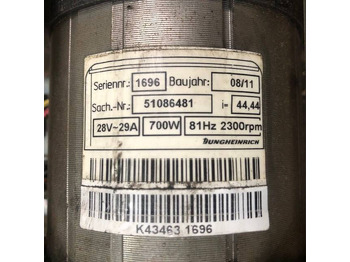 Seriennr.: 1696 Baujahr: 08/11
Sach.-Nr.: 51086481 i= 44,44
28V~29A 700W 81Hz 2300rpm
JUNGHEINRICH
K43463 1696